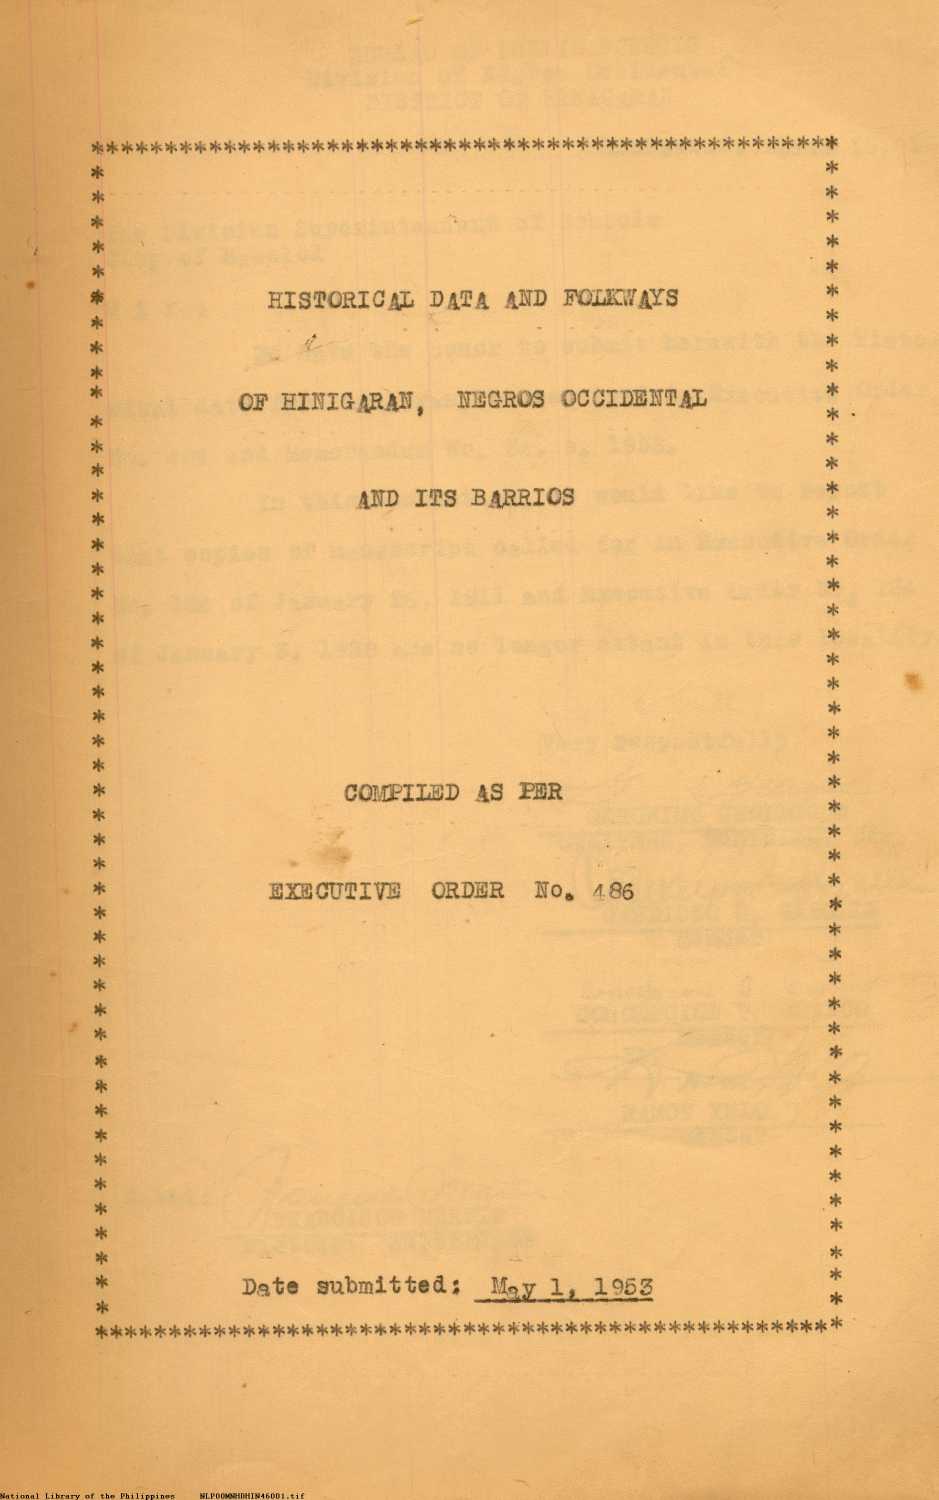 HISTORICAL DATA AND FOLKWAYS
OF HINIGARAN, NEGROS OCCIDENTAL
AND ITS BARRIOS
COMPILED AS PER
EXECUTIVE ORDER No. 486
Date submitted: May 1, 1953
National Library of the Philippines NLPOOMNHDHIN46001.tif